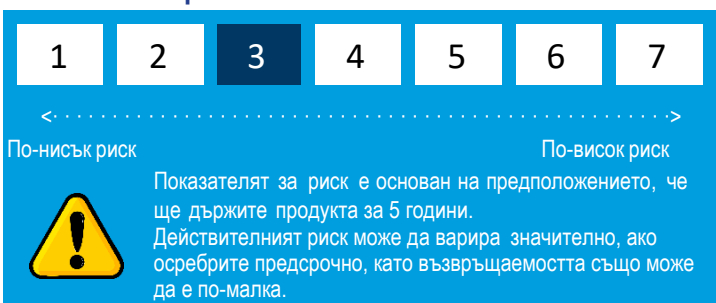 1 2 3 4 5 6 7
<· · · · · · · · · · · · · · · · · · · · · · · · · · · · · · · · · · · · · · · · · · · · · · · ·>
По-нисък риск По-висок риск
Показателят за риск е основан на предположението, че
ще държите продукта за 5 години.
Действителният риск може да варира значително, ако
осребрите предсрочно, като възвръщаемостта също може
да е по-малка.